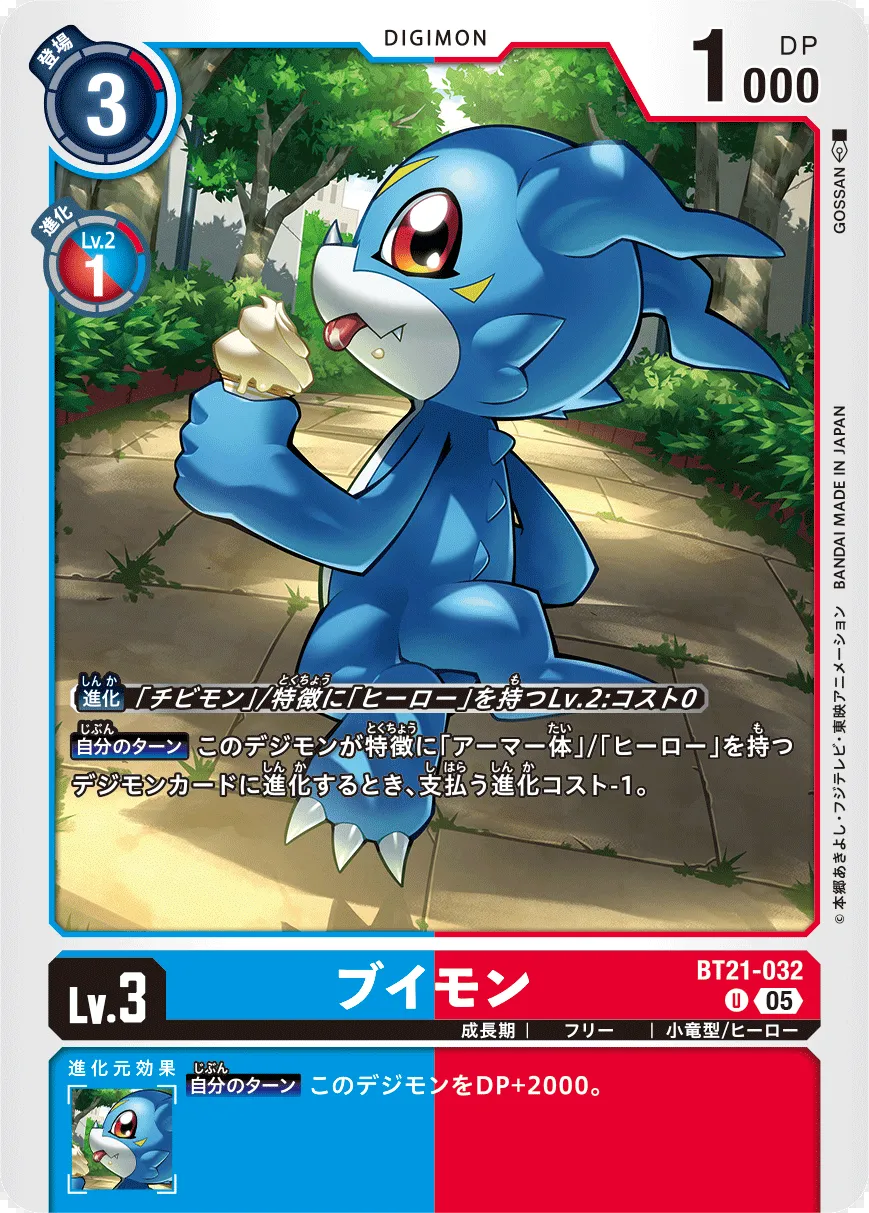 DIGIMON
登場
3
1000
DP
進化
Lv.2
1
GOSSAN
BANDAI MADE IN JAPAN
©本郷あきよし・フジテレビ・東映アニメーション
進化 「チビモン」/特徴に「ヒーロー」を持つLv.2:コスト0
自分のターン このデジモンが特徴に「アーマー体」/「ヒーロー」を持つ
デジモンカードに進化するとき、支払う進化コスト-1。
Lv.3
ブイモン
BT21-032
U 05
成長期 | フリー | 小竜型/ヒーロー
進化元効果
自分のターン このデジモンをDP+2000。